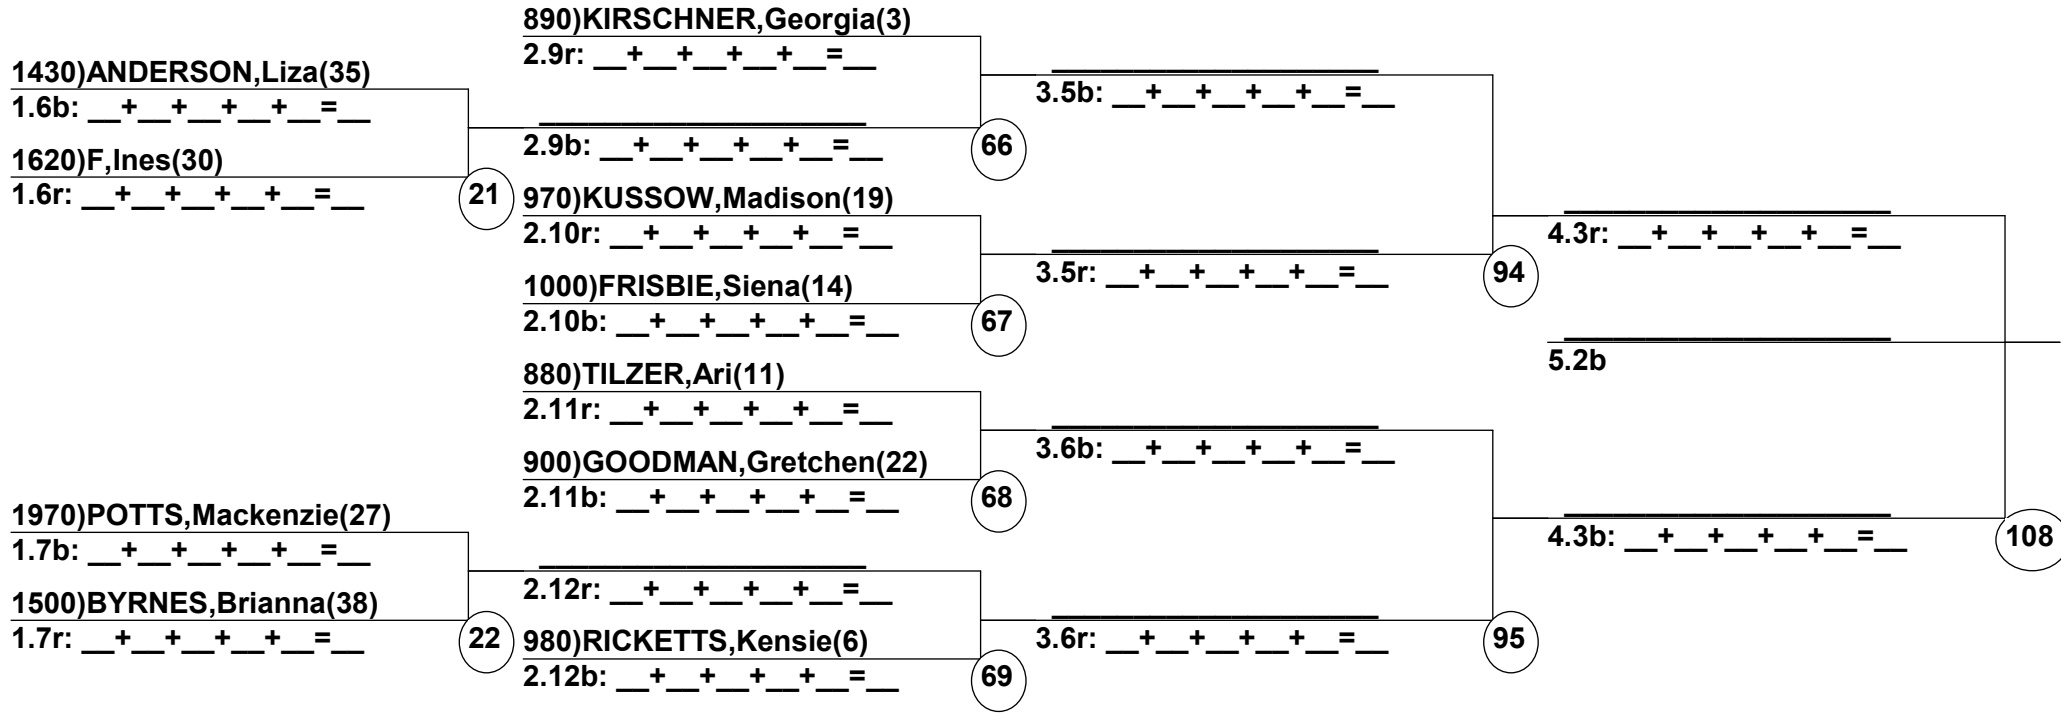 1430)ANDERSON,Liza(35)
1.6b: __+__+__+__+__=__
1620)F,Ines(30)
1.6r: __+__+__+__+__=__
21
1970)POTTS,Mackenzie(27)
1.7b: __+__+__+__+__=__
1500)BYRNES,Brianna(38)
1.7r: __+__+__+__+__=__
22
890)KIRSCHNER,Georgia(3)
2.9r: __+__+__+__+__=__
____________________
2.9b: __+__+__+__+__=__
66
970)KUSSOW,Madison(19)
2.10r: __+__+__+__+__=__
1000)FRISBIE,Siena(14)
2.10b: __+__+__+__+__=__
67
880)TILZER,Ari(11)
2.11r: __+__+__+__+__=__
900)GOODMAN,Gretchen(22)
2.11b: __+__+__+__+__=__
68
____________________
2.12r: __+__+__+__+__=__
980)RICKETTS,Kensie(6)
2.12b: __+__+__+__+__=__
69
____________________
3.5b: __+__+__+__+__=__
____________________
3.5r: __+__+__+__+__=__
94
____________________
3.6b: __+__+__+__+__=__
____________________
3.6r: __+__+__+__+__=__
95
____________________
4.3r: __+__+__+__+__=__
____________________
5.2b
____________________
4.3b: __+__+__+__+__=__
108